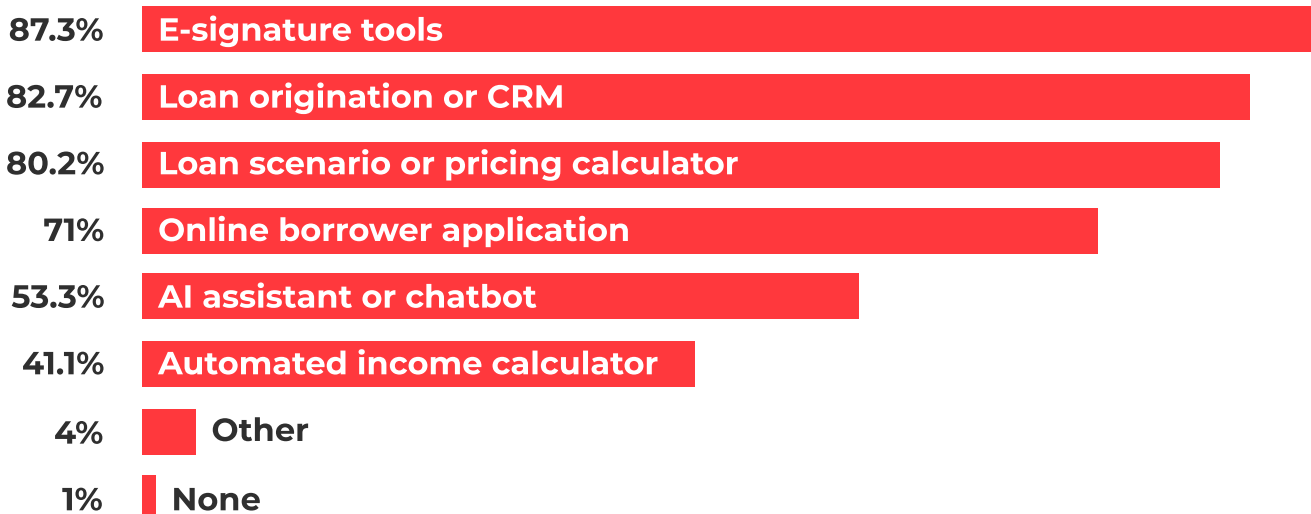 87.3% E-signature tools
82.7% Loan origination or CRM
80.2% Loan scenario or pricing calculator
71% Online borrower application
53.3% AI assistant or chatbot
41.1% Automated income calculator
4% Other
1% None